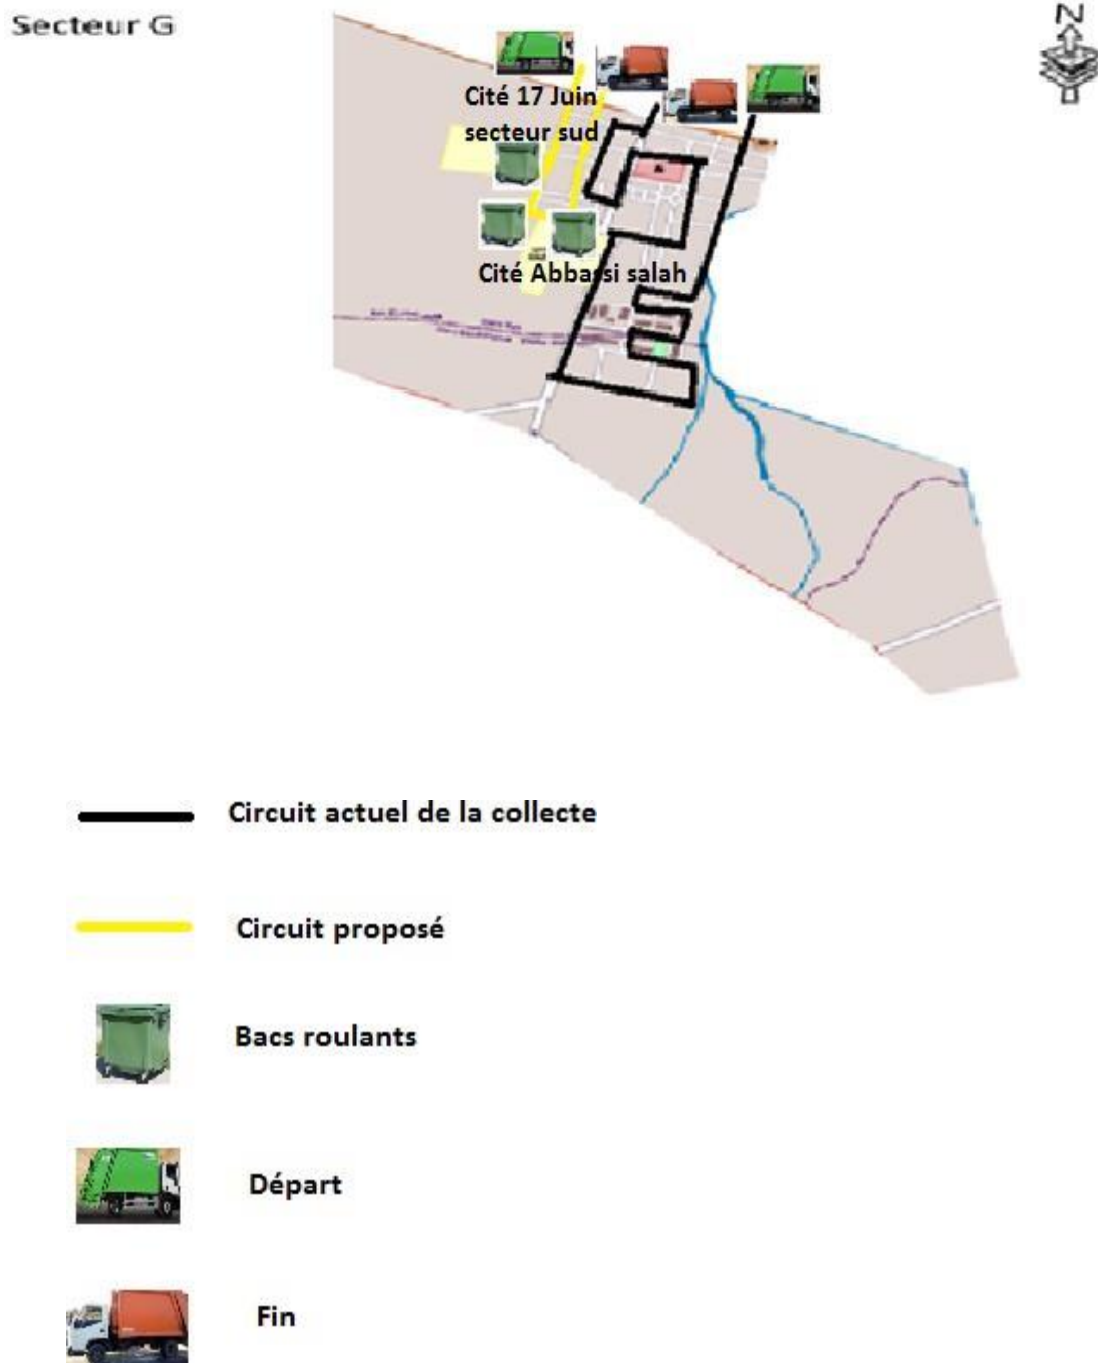 Secteur G
N
Cité 17 Juin
secteur sud
Cité Abbassi salah
Circuit actuel de la collecte
Circuit proposé
Bacs roulants
Départ
Fin